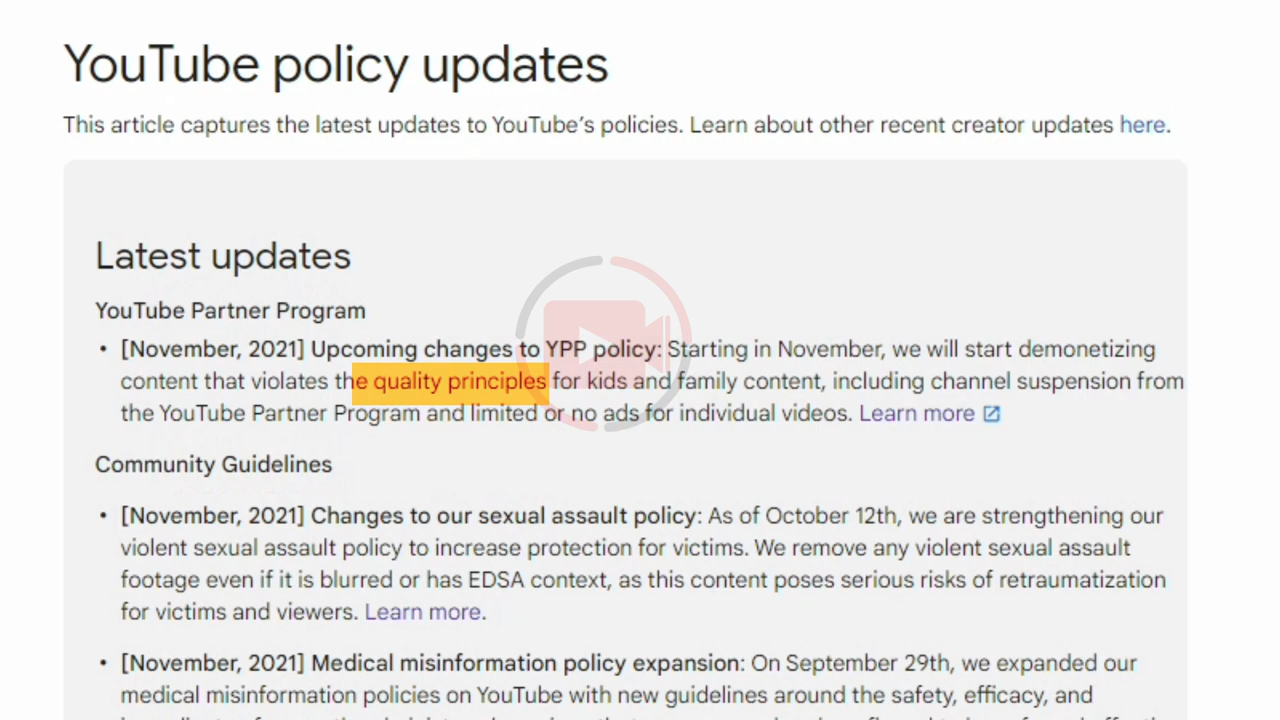 YouTube policy updates
This article captures the latest updates to YouTube’s policies. Learn about other recent creator updates here.
Latest updates
YouTube Partner Program
• [November, 2021] Upcoming changes to YPP policy: Starting in November, we will start demonetizing
content that violates the quality principles for kids and family content, including channel suspension from
the YouTube Partner Program and limited or no ads for individual videos. Learn more
Community Guidelines
• [November, 2021] Changes to our sexual assault policy: As of October 12th, we are strengthening our
violent sexual assault policy to increase protection for victims. We remove any violent sexual assault
footage even if it is blurred or has EDSA context, as this content poses serious risks of retraumatization
for victims and viewers. Learn more.
• [November, 2021] Medical misinformation policy expansion: On September 29th, we expanded our
medical misinformation policies on YouTube with new guidelines around the safety, efficacy, and